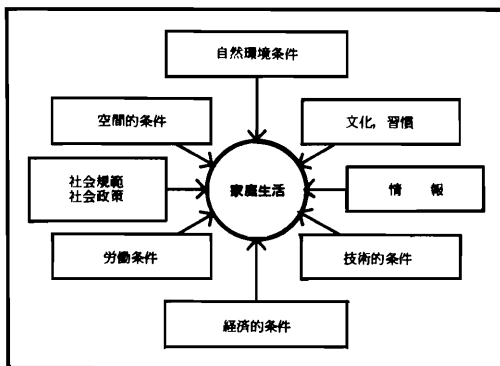 自然環境条件
空間的条件
文化，習慣
社会規範
社会政策
家庭生活
情　　報
労働条件
技術的条件
経済的条件